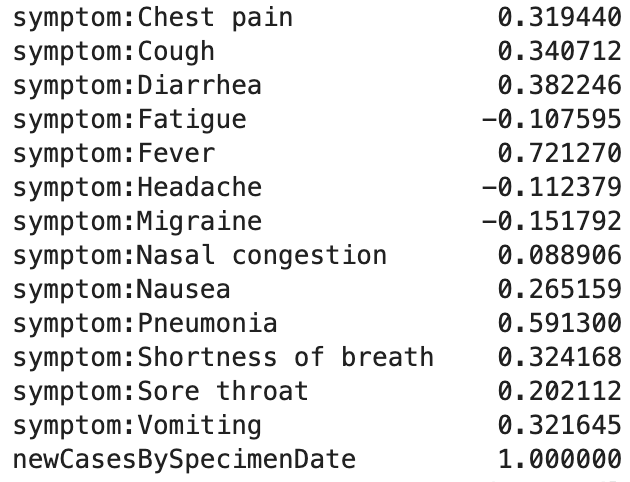 symptom:Chest pain 0.319440
symptom:Cough 0.340712
symptom:Diarrhea 0.382246
symptom:Fatigue -0.107595
symptom:Fever 0.721270
symptom:Headache -0.112379
symptom:Migraine -0.151792
symptom:Nasal congestion 0.088906
symptom:Nausea 0.265159
symptom:Pneumonia 0.591300
symptom:Shortness of breath 0.324168
symptom:Sore throat 0.202112
symptom:Vomiting 0.321645
newCasesBySpecimenDate 1.000000